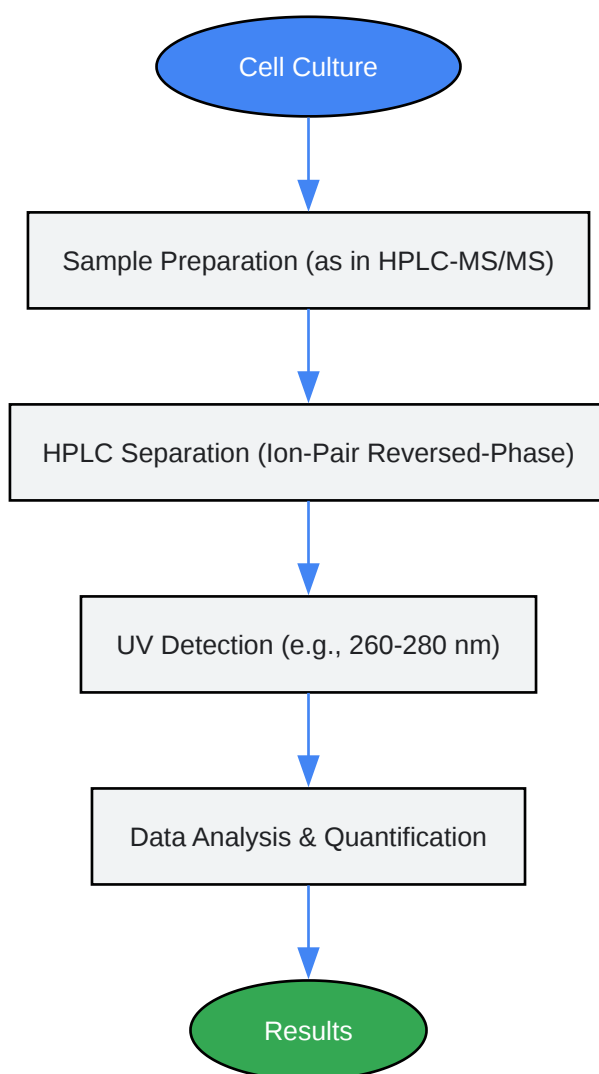 Cell Culture
Sample Preparation (as in HPLC-MS/MS)
HPLC Separation (Ion-Pair Reversed-Phase)
UV Detection (e.g., 260-280 nm)
Data Analysis & Quantification
Results